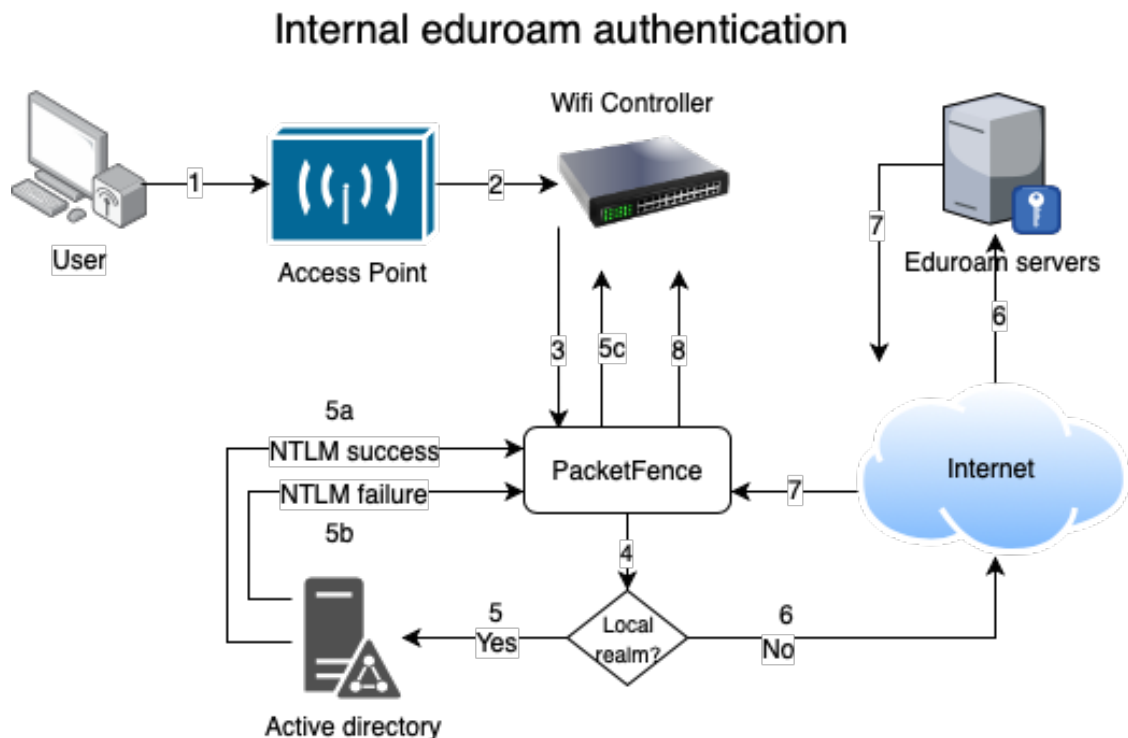 Internal eduroam authentication
Wifi Controller
1
2
7
User
Access Point
Eduroam servers
6
3
5c
8
5a
NTLM success
PacketFence
Internet
NTLM failure
7
5b
4
5
Yes
Local
realm?
6
No
Active directory